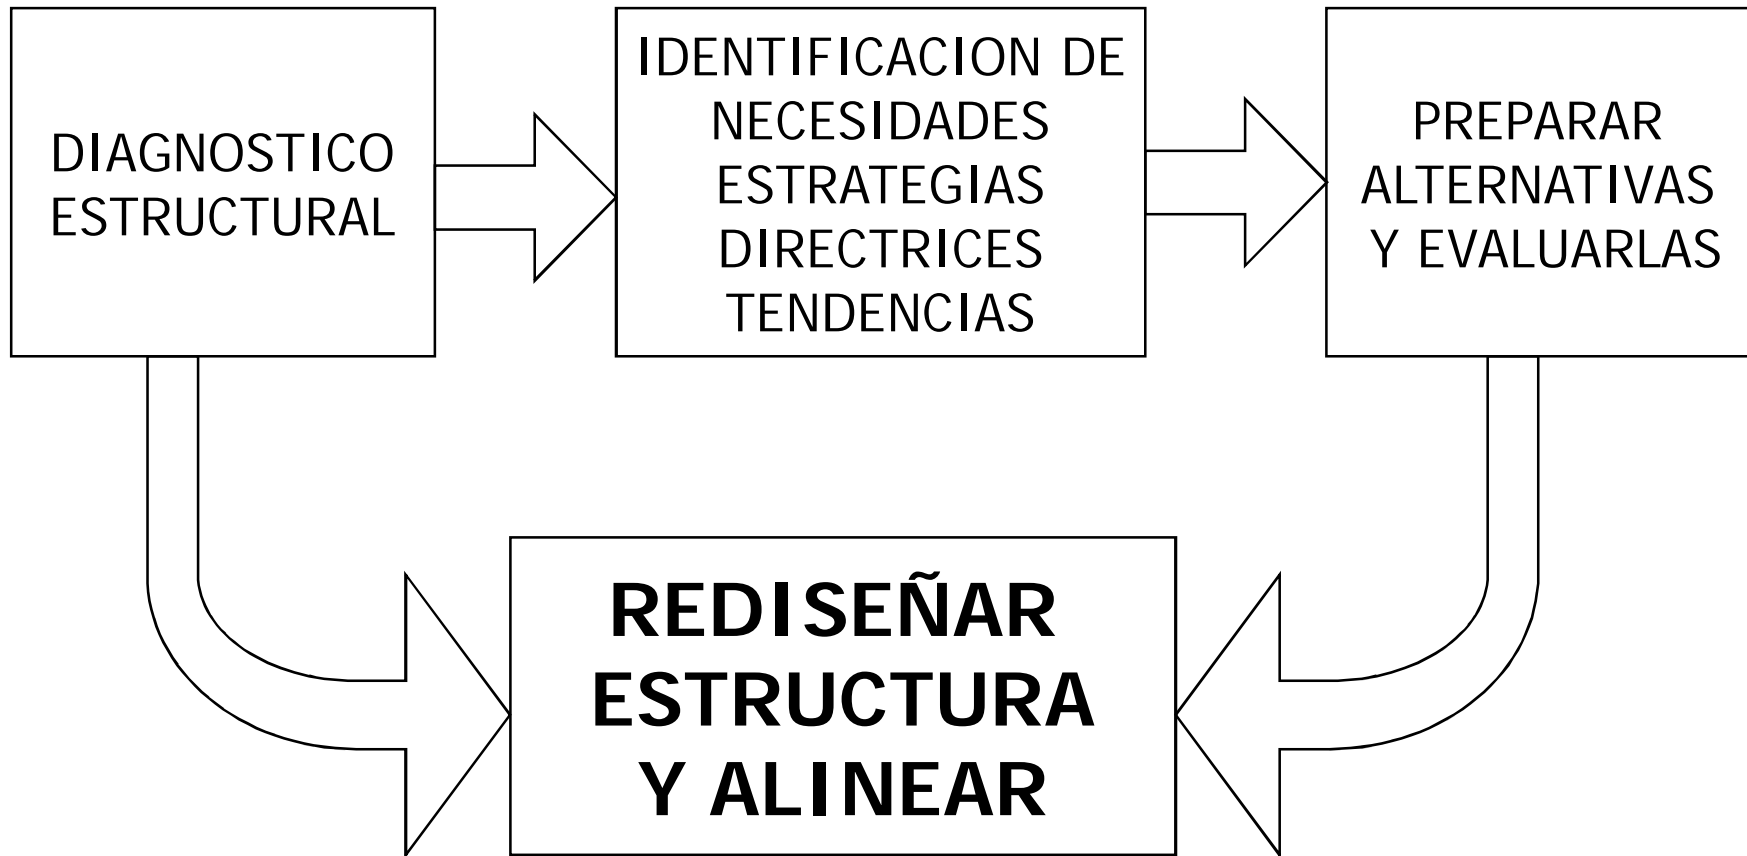 DIAGNOSTICO
ESTRUCTURAL
IDENTIFICACION DE
NECESIDADES
ESTRATEGIAS
DIRECTRICES
TENDENCIAS
PREPARAR
ALTERNATIVAS
Y EVALUARLAS
REDISEÑAR
ESTRUCTURA
Y ALINEAR